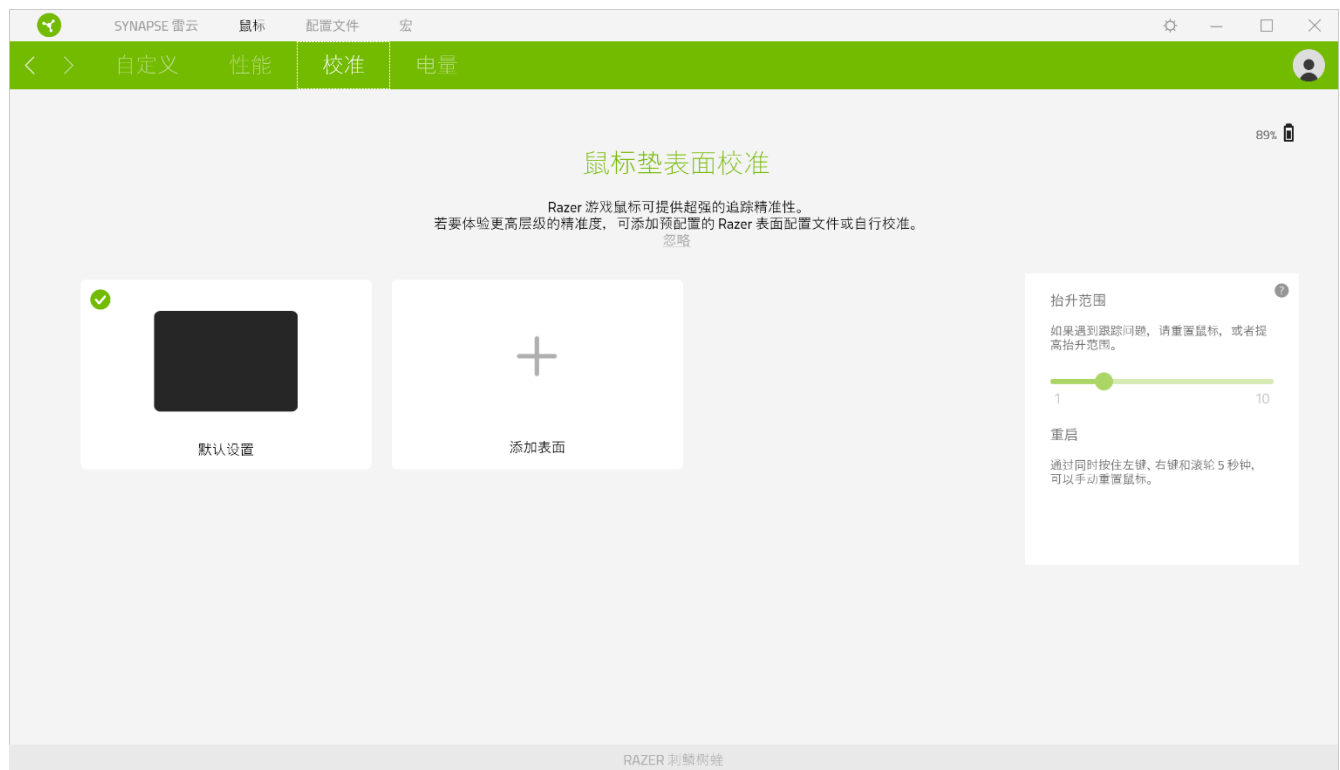 SYNAPSE 雷云 鼠标 配置文件 宏
自定义 性能 校准 电量
89%
鼠标垫表面校准
Razer 游戏鼠标可提供超强的追踪精准性。
若要体验更高层级的精准度，可添加预配置的 Razer 表面配置文件或自行校准。
忽略
默认设置
添加表面
抬升范围
如果遇到跟踪问题，请重置鼠标，或者提
高抬升范围。
1 10
重启
通过同时按住左键、右键和滚轮 5 秒钟，
可以手动重置鼠标。
RAZER 刺鳞树蝰